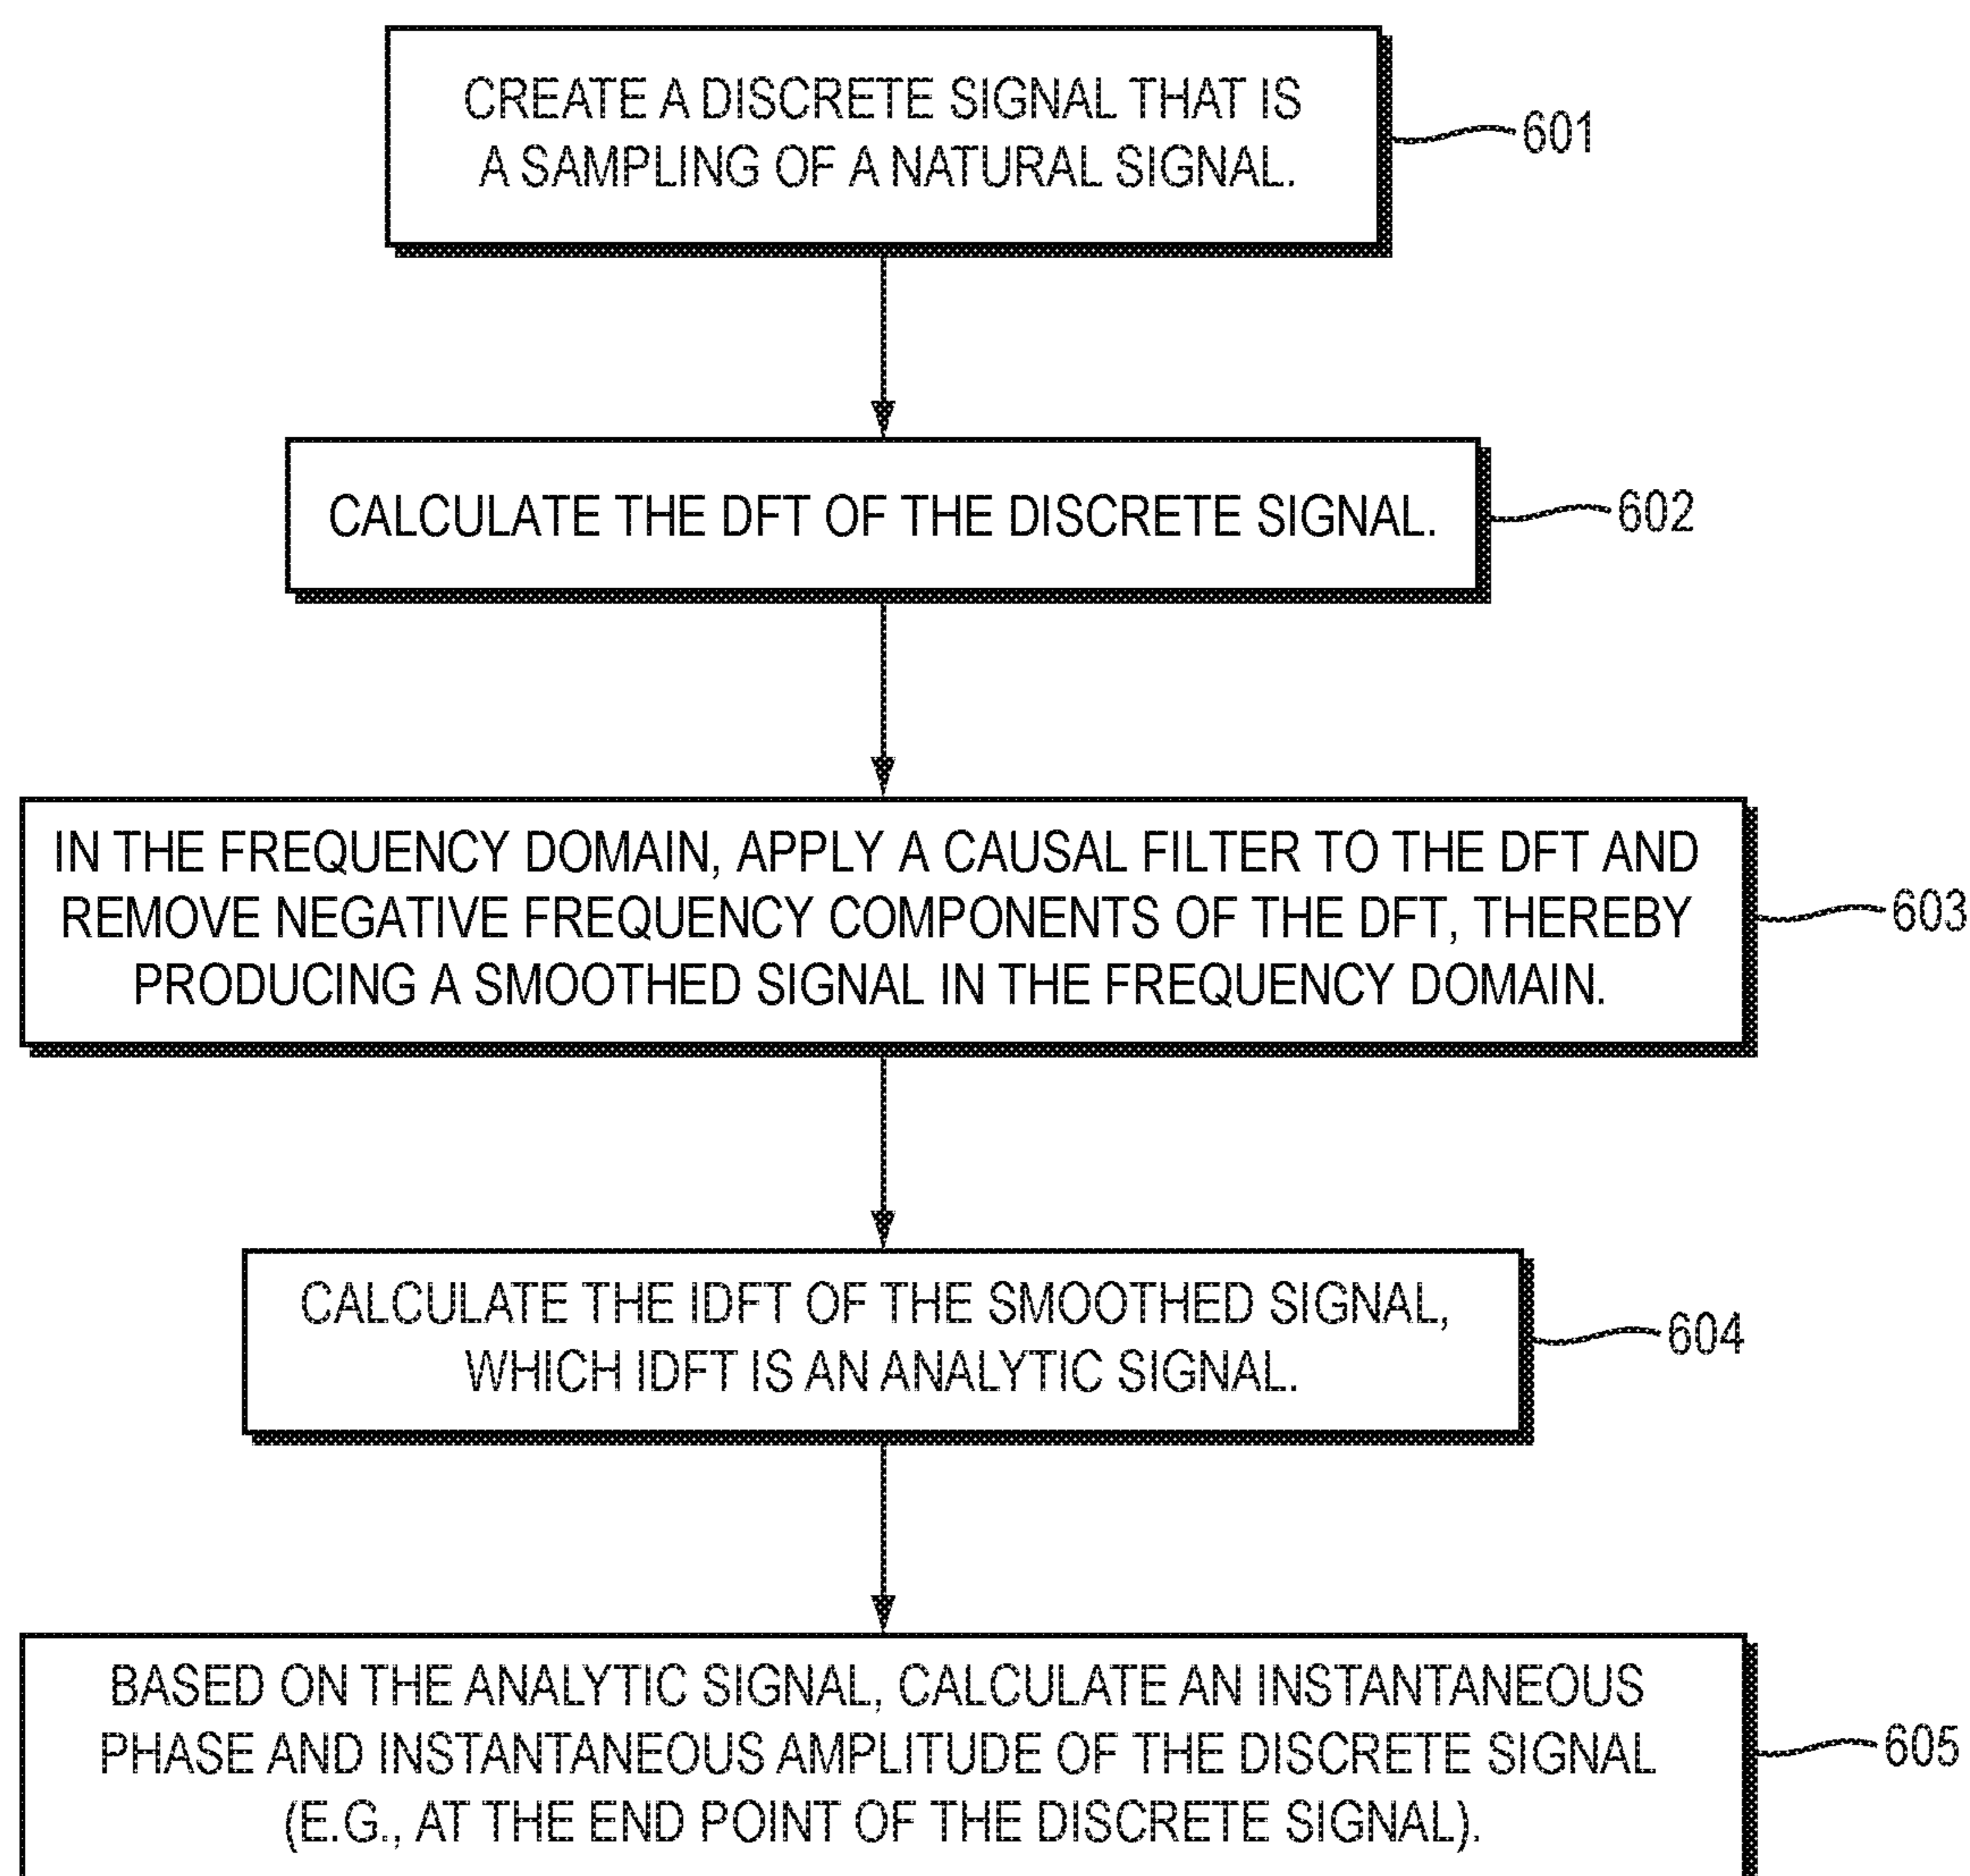 CREATE A DISCRETE SIGNAL THAT IS
A SAMPLING OF A NATURAL SIGNAL.
601
CALCULATE THE DFT OF THE DISCRETE SIGNAL.
602
IN THE FREQUENCY DOMAIN, APPLY A CAUSAL FILTER TO THE DFT AND
REMOVE NEGATIVE FREQUENCY COMPONENTS OF THE DFT, THEREBY
PRODUCING A SMOOTHED SIGNAL IN THE FREQUENCY DOMAIN.
603
CALCULATE THE IDFT OF THE SMOOTHED SIGNAL,
WHICH IDFT IS AN ANALYTIC SIGNAL.
604
BASED ON THE ANALYTIC SIGNAL, CALCULATE AN INSTANTANEOUS
PHASE AND INSTANTANEOUS AMPLITUDE OF THE DISCRETE SIGNAL
(E.G., AT THE END POINT OF THE DISCRETE SIGNAL).
605